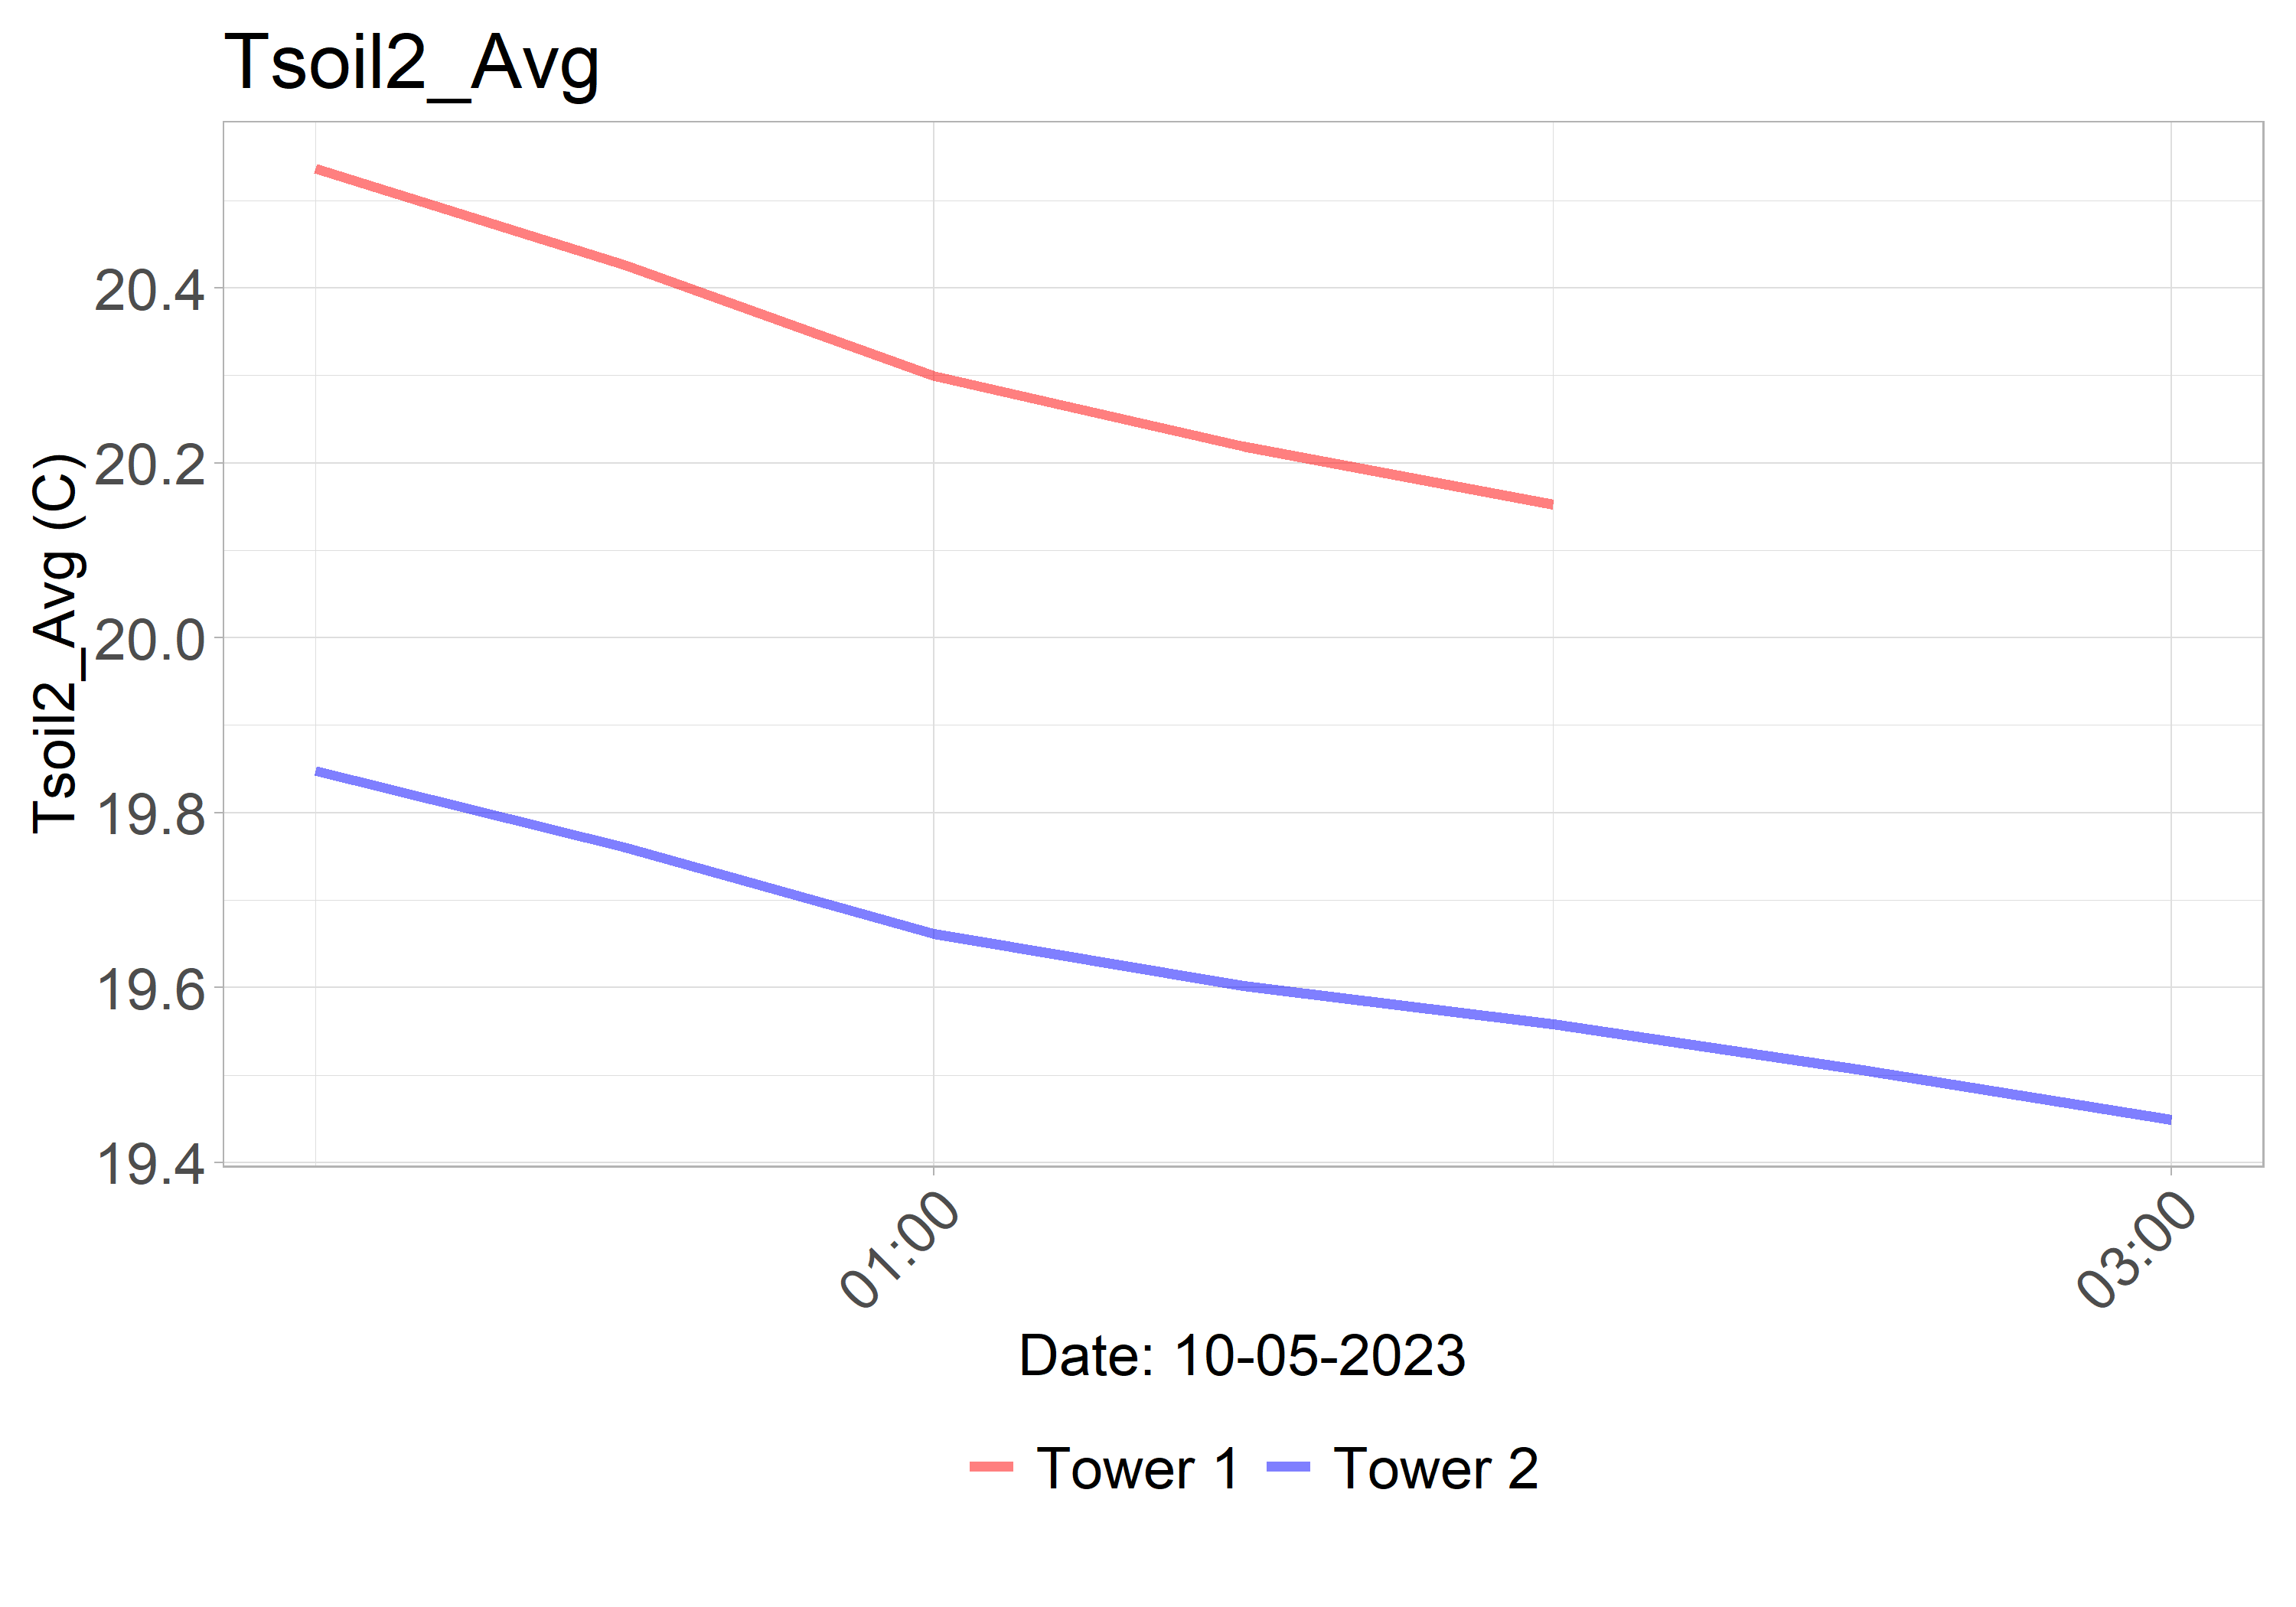 Tsoil2_Avg
Tsoil2_Avg (C)
20.4
20.2
20.0
19.8
19.6
19.4
01:00
03:00
Date: 10-05-2023
Tower 1
Tower 2